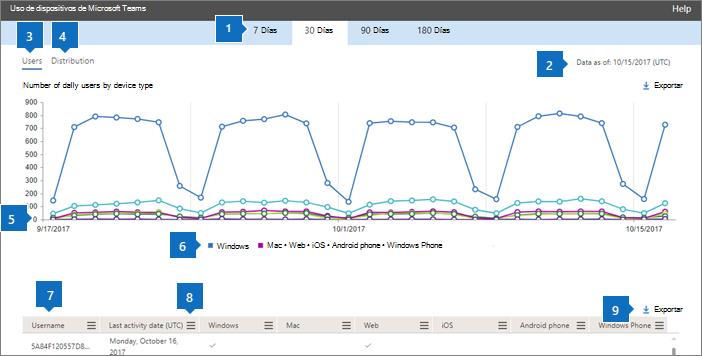 Uso de dispositivos de Microsoft Teams
Help
1
7 Días
30 Días
90 Días
180 Días
3
4
Users
Distribution
2
Data as of: 10/15/2017 (UTC)
Number of daily users by device type
Exportar
900
800
700
600
500
400
300
200
100
0
5
9/17/2017
10/1/2017
10/15/2017
6
Windows
Mac • Web • iOS • Android phone • Windows Phone
7
8
9
Exportar
Username
Last activity date (UTC)
Windows
Mac
Web
iOS
Android phone
Windows Phone
5A84F120557D8...
Monday, October 16,
2017